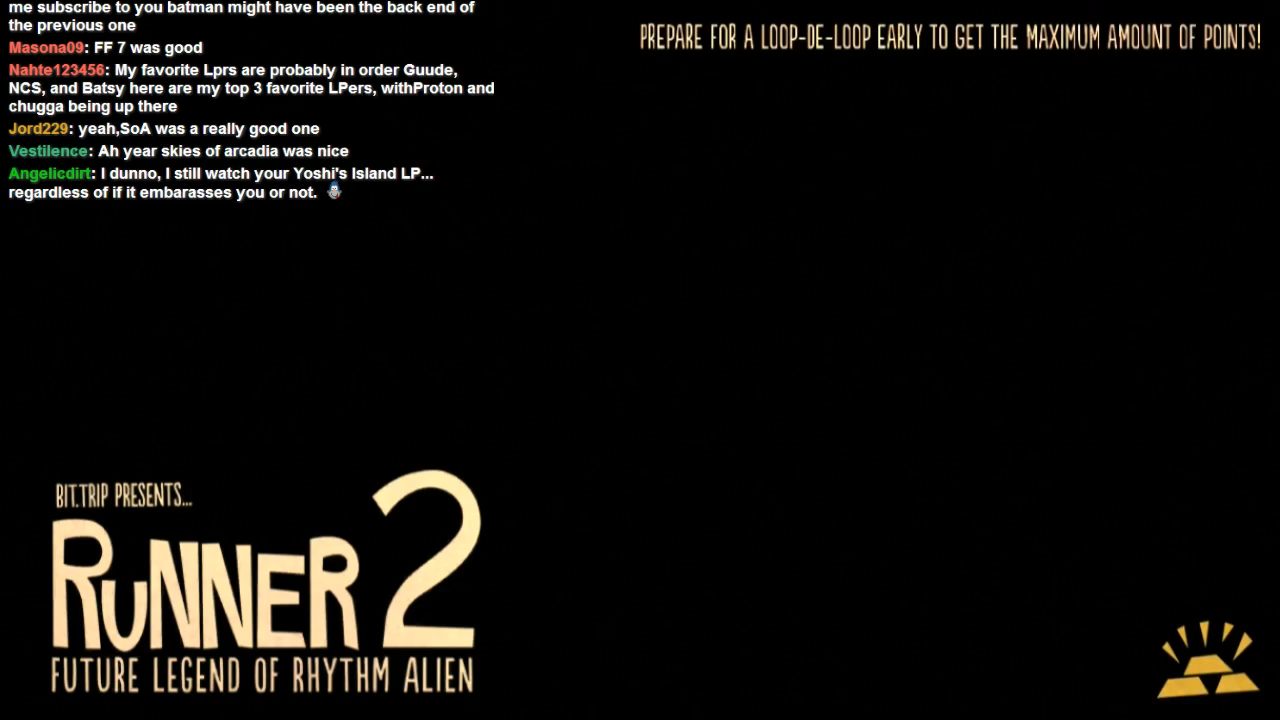 me subscribe to you batman might have been the back end of
the previous one
Masona09: FF 7 was good
Nahte123456: My favorite Lprs are probably in order Guude,
NCS, and Batsy here are my top 3 favorite LPers, withProton and
chugga being up there
Jord229: yeah,SoA was a really good one
Vestilence: Ah year skies of arcadia was nice
Angelicdirt: I dunno, I still watch your Yoshi's Island LP...
regardless of if it embarasses you or not.
PREPARE FOR A LOOP-DE-LOOP EARLY TO GET THE MAXIMUM AMOUNT OF POINTS!
BIT.TRIP PRESENTS...
RUNNER 2
FUTURE LEGEND OF RHYTHM ALIEN